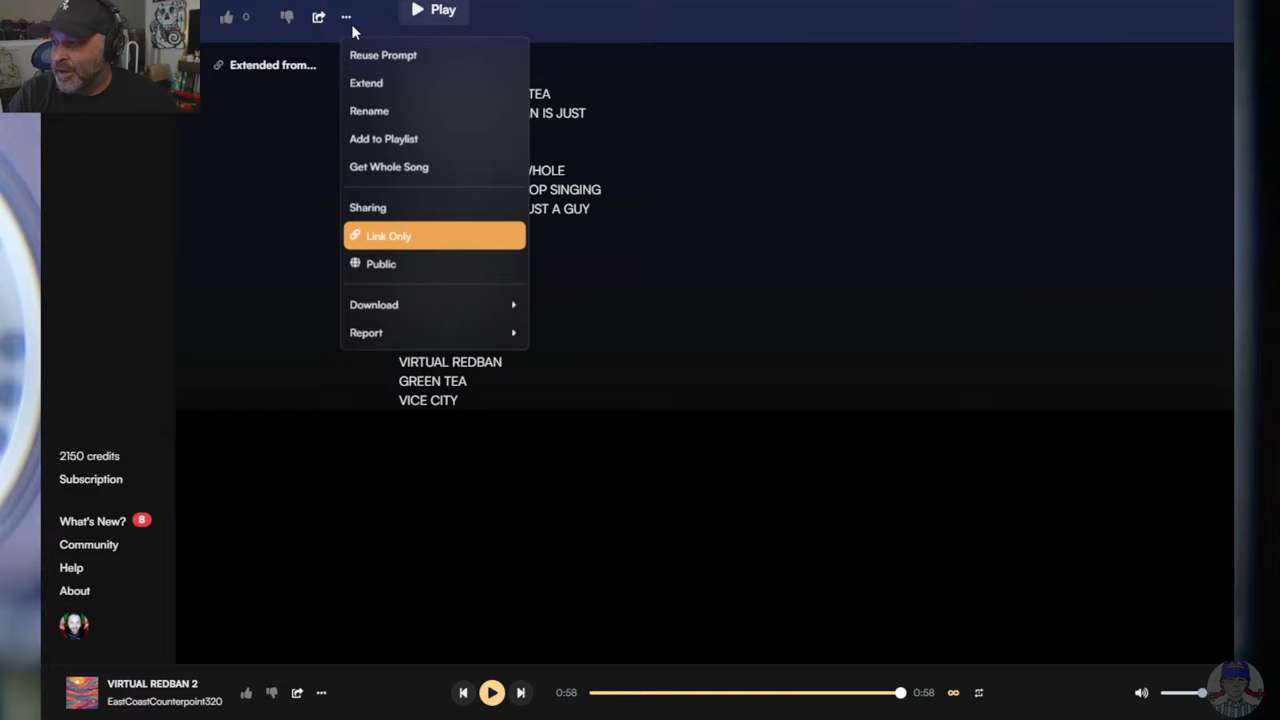 0
Play
Reuse Prompt
Extended from...
Extend
TEA
Rename
N IS JUST
Add to Playlist
Get Whole Song
WHOLE
OP SINGING
Sharing
UST A GUY
Link Only
Public
Download
Report
VIRTUAL REDBAN
GREEN TEA
VICE CITY
2150 credits
Subscription
What's New? 8
Community
Help
About
VIRTUAL REDBAN 2
EastCoastCounterpoint320
0:58
0:58